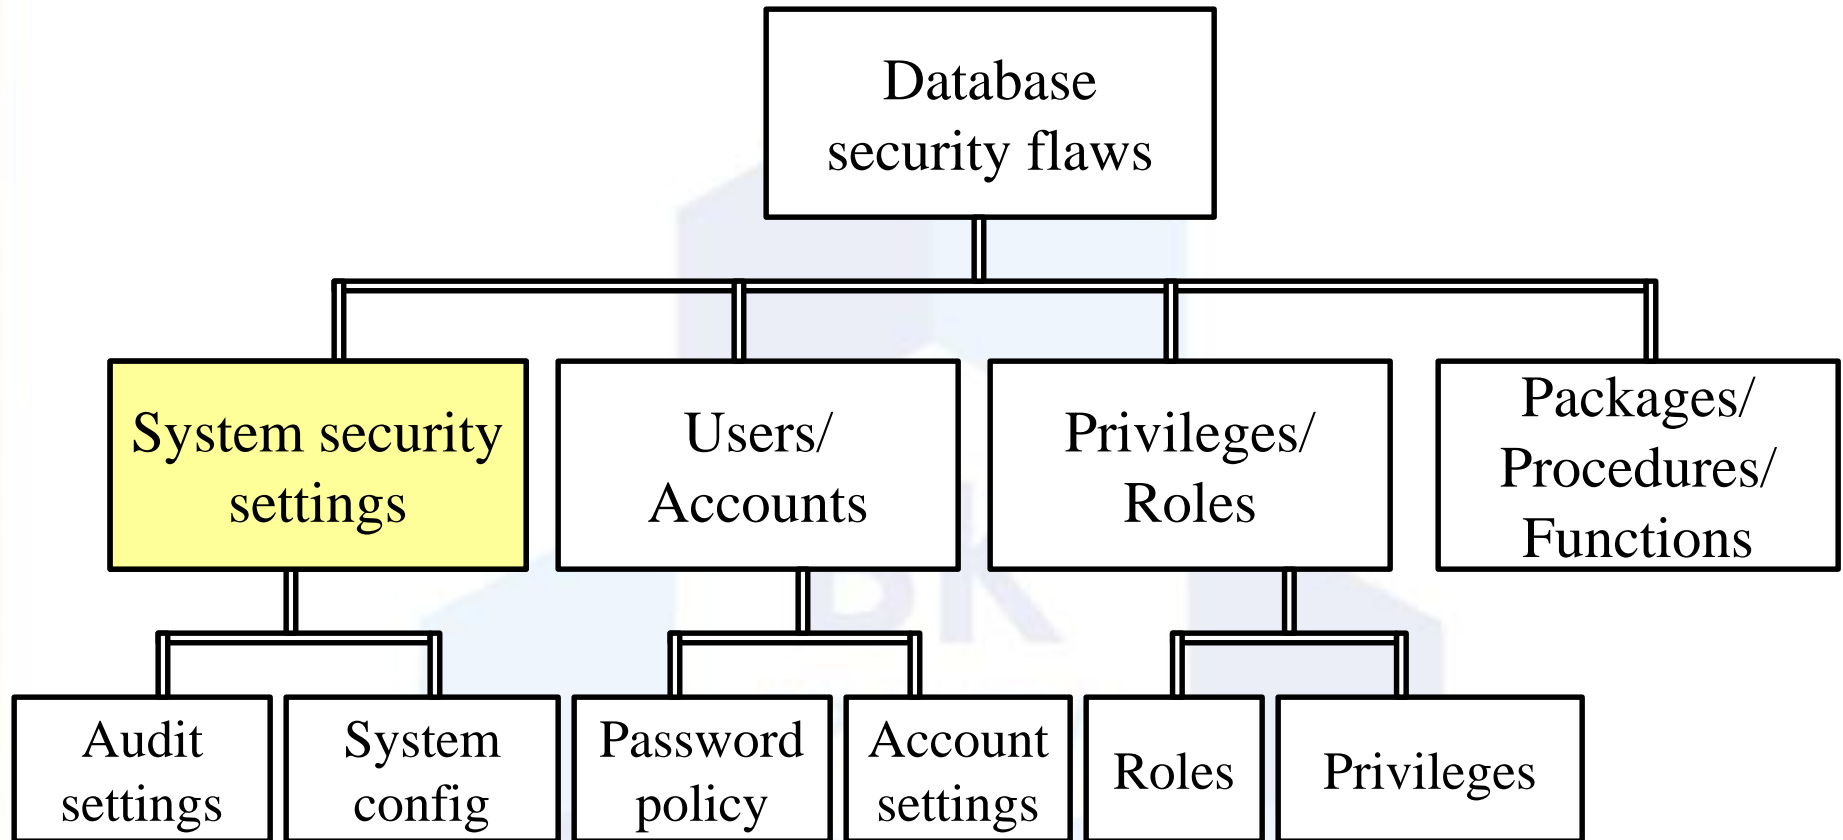 Database
security flaws
System security
settings
Users/
Accounts
Privileges/
Roles
Packages/
Procedures/
Functions
Audit
settings
System
config
Password
policy
Account
settings
Roles
Privileges
BK